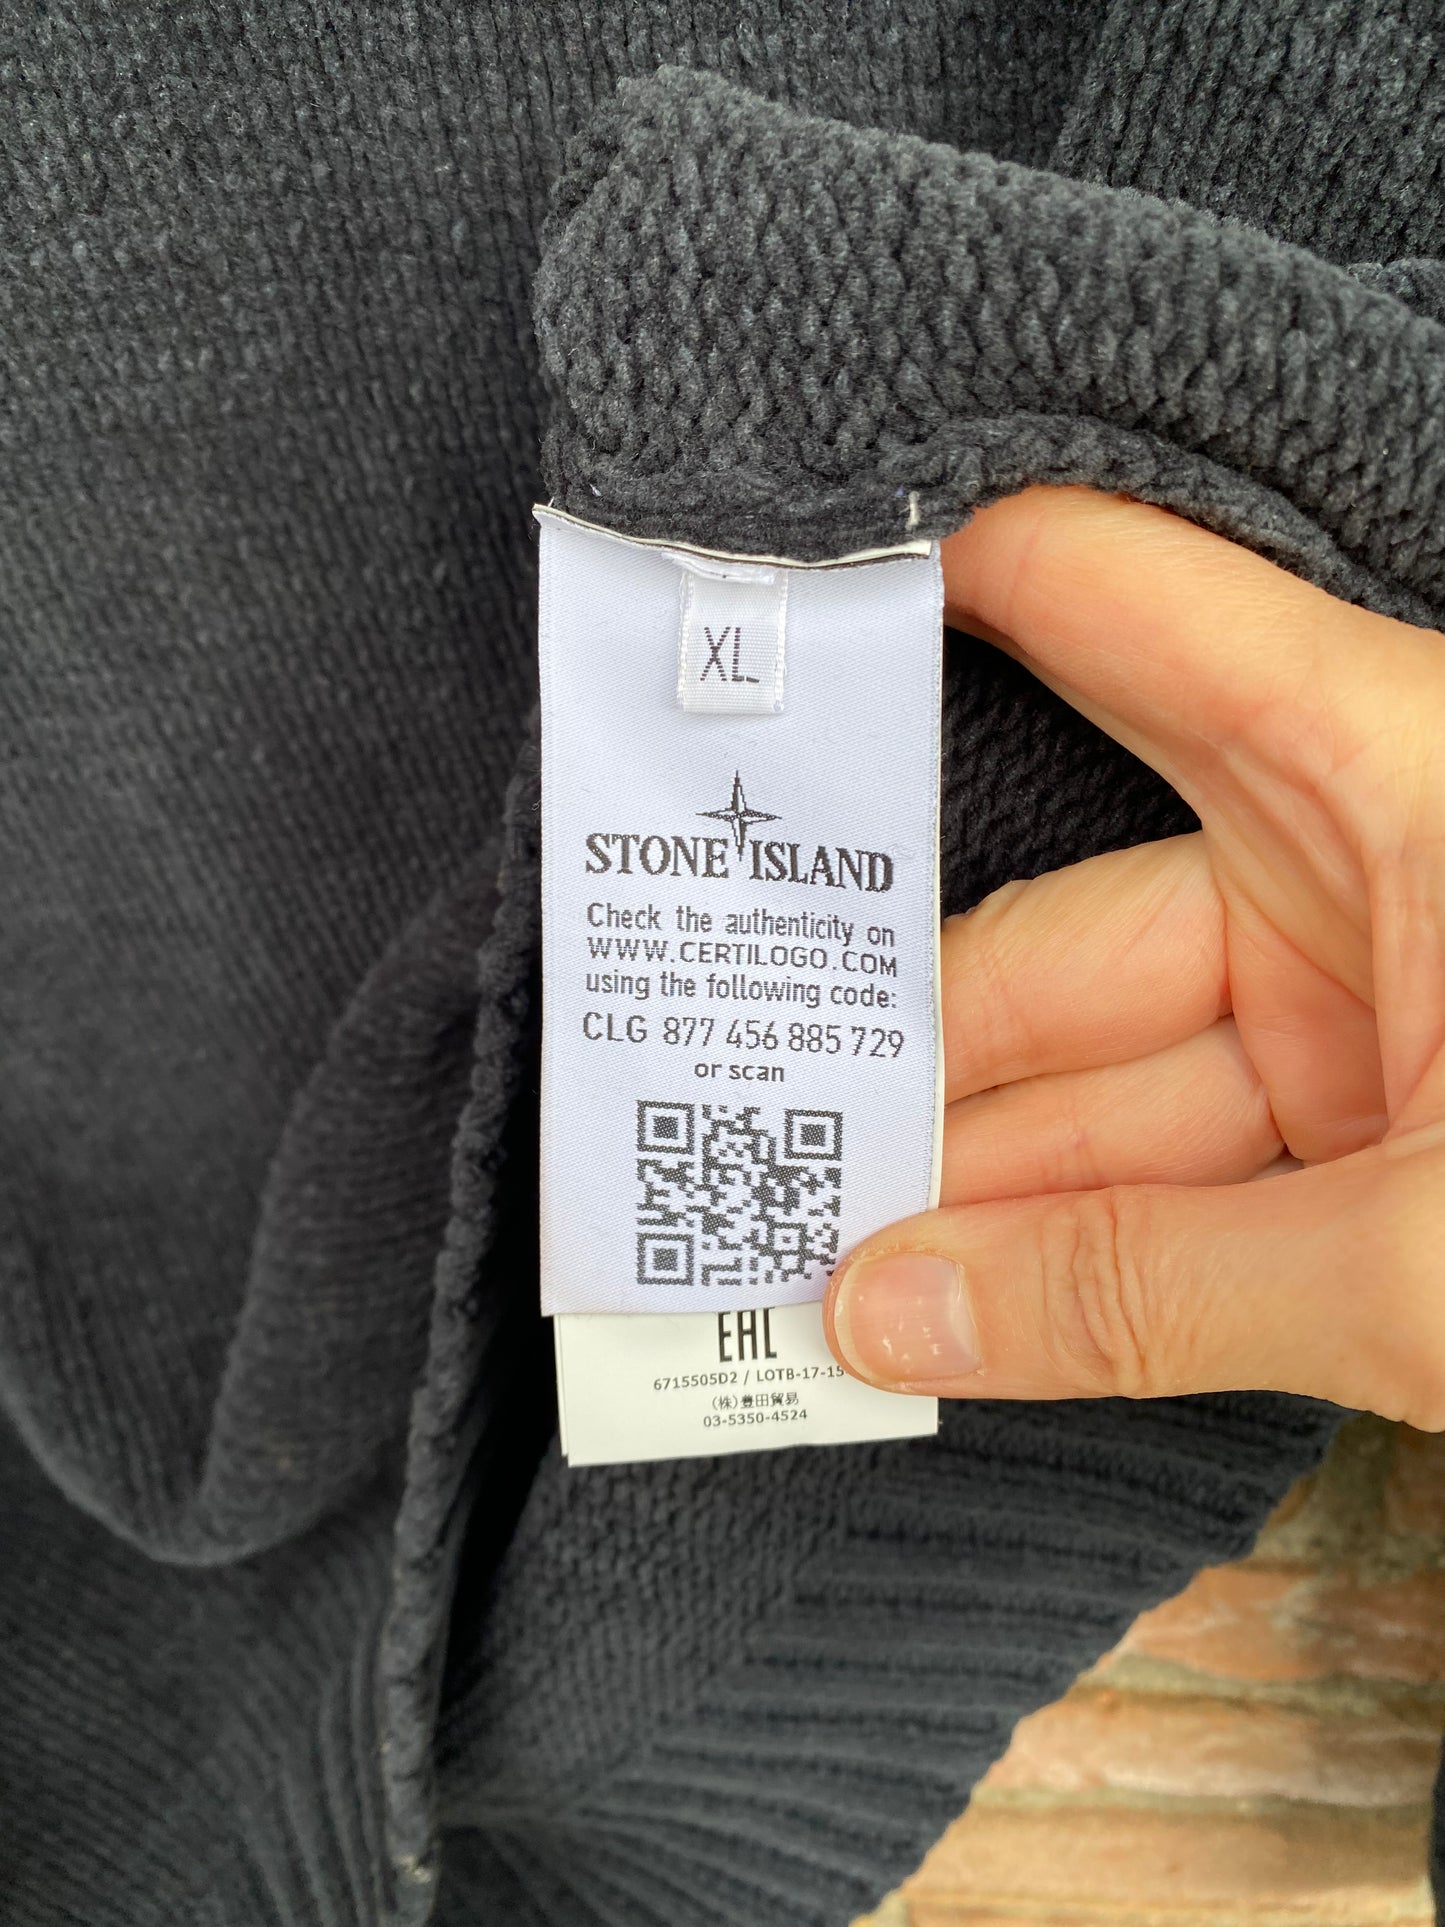 XL
STONE ISLAND
Check the authenticity on
WWW.CERTILOGO.COM
using the following code:
CLG 877 456 885 729
or scan
EAC
6715505D2 / LOTB-17-15
(株)豊田貿易
03-5350-4524